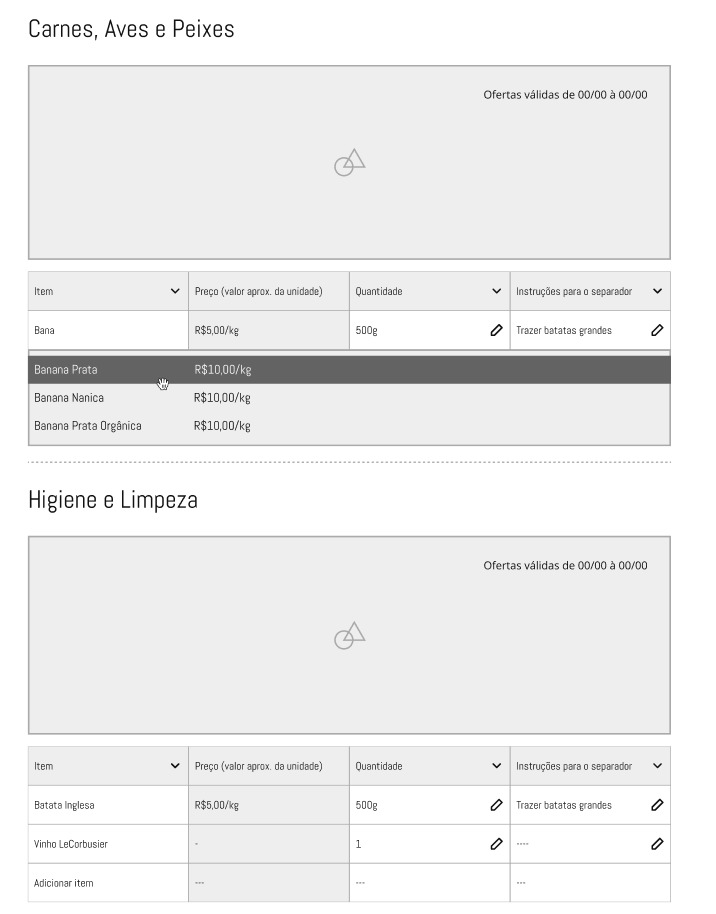 Carnes, Aves e Peixes
Ofertas válidas de 00/00 à 00/00
Item Preço (valor aprox. da unidade) Quantidade Instruções para o separador
Bana R$5,00/kg 500g Trazer batatas grandes
Banana Prata R$10,00/kg
Banana Nanica R$10,00/kg
Banana Prata Orgânica R$10,00/kg
Higiene e Limpeza
Ofertas válidas de 00/00 à 00/00
Item Preço (valor aprox. da unidade) Quantidade Instruções para o separador
Batata Inglesa R$5,00/kg 500g Trazer batatas grandes
Vinho LeCorbusier - 1 ----
Adicionar item --- --- ---